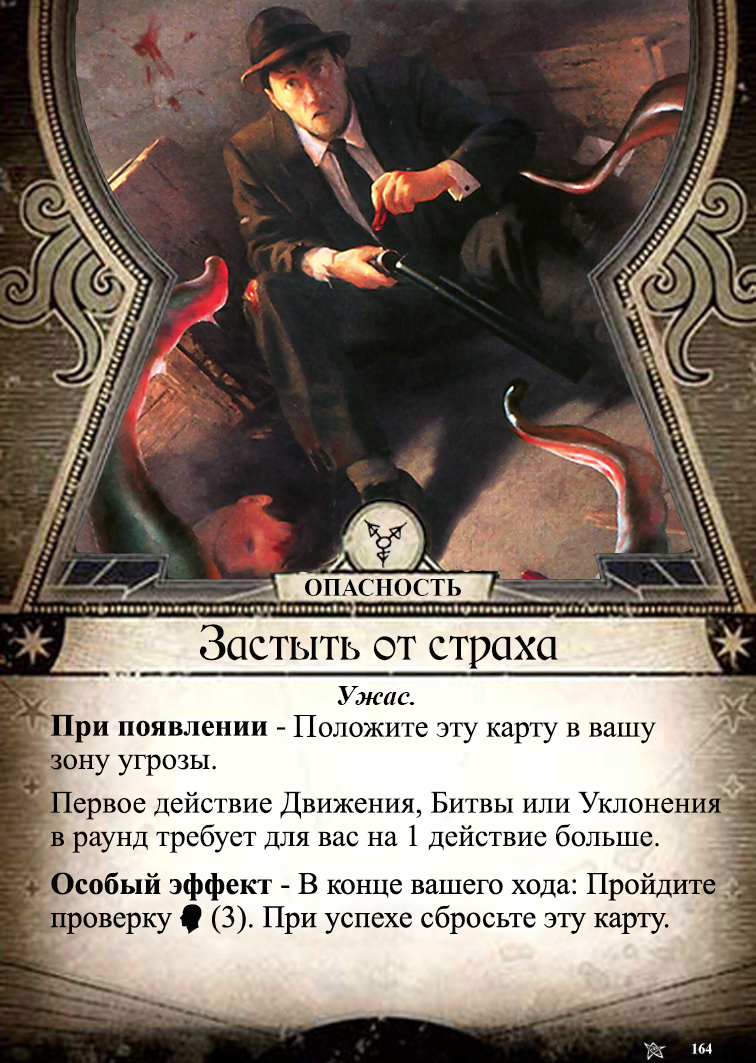 ОПАСНОСТЬ
Застыть от страха
Ужас.
При появлении - Положите эту карту в вашу
зону угрозы.
Первое действие Движения, Битвы или Уклонения
в раунд требует для вас на 1 действие больше.
Особый эффект - В конце вашего хода: Пройдите
проверку (3). При успехе сбросьте эту карту.
164